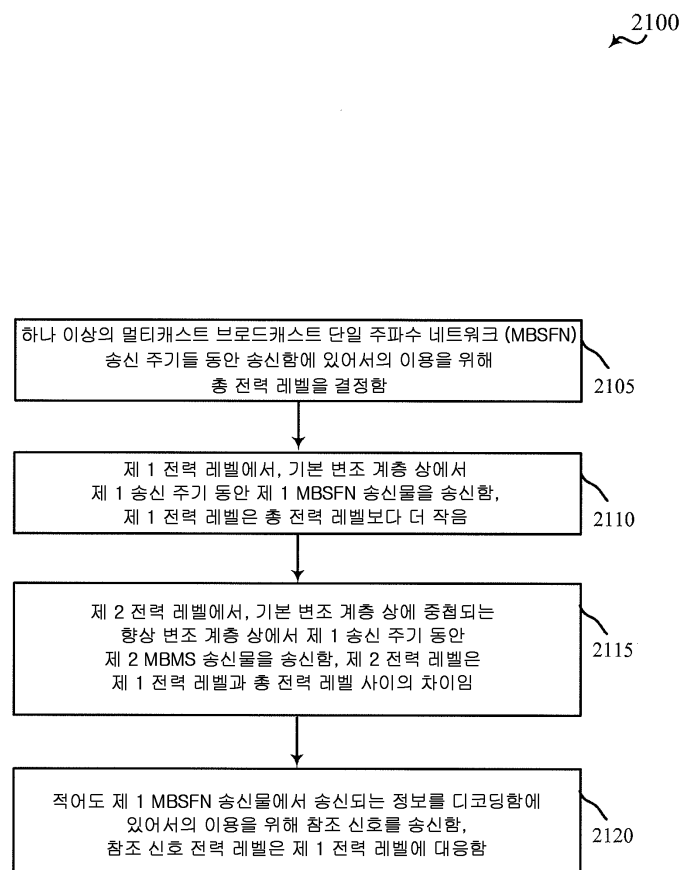 2100
하나 이상의 멀티캐스트 브로드캐스트 단일 주파수 네트워크 (MBSFN)
송신 주기들 동안 송신함에 있어서의 이용을 위해
총 전력 레벨을 결정함
2105
제 1 전력 레벨에서, 기본 변조 계층 상에서
제 1 송신 주기 동안 제 1 MBSFN 송신물을 송신함,
제 1 전력 레벨은 총 전력 레벨보다 더 작음
2110
제 2 전력 레벨에서, 기본 변조 계층 상에 중첩되는
향상 변조 계층 상에서 제 1 송신 주기 동안
제 2 MBMS 송신물을 송신함, 제 2 전력 레벨은
제 1 전력 레벨과 총 전력 레벨 사이의 차이임
2115
적어도 제 1 MBSFN 송신물에서 송신되는 정보를 디코딩함에
있어서의 이용을 위해 참조 신호를 송신함,
참조 신호 전력 레벨은 제 1 전력 레벨에 대응함
2120